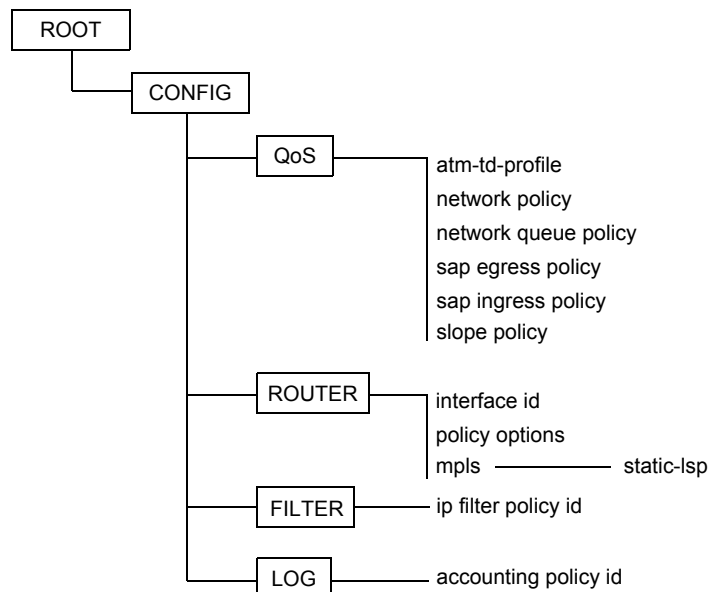 ROOT
CONFIG
QoS
atm-td-profile
network policy
network queue policy
sap egress policy
sap ingress policy
slope policy
ROUTER
interface id
policy options
mpls static-lsp
FILTER ip filter policy id
LOG accounting policy id